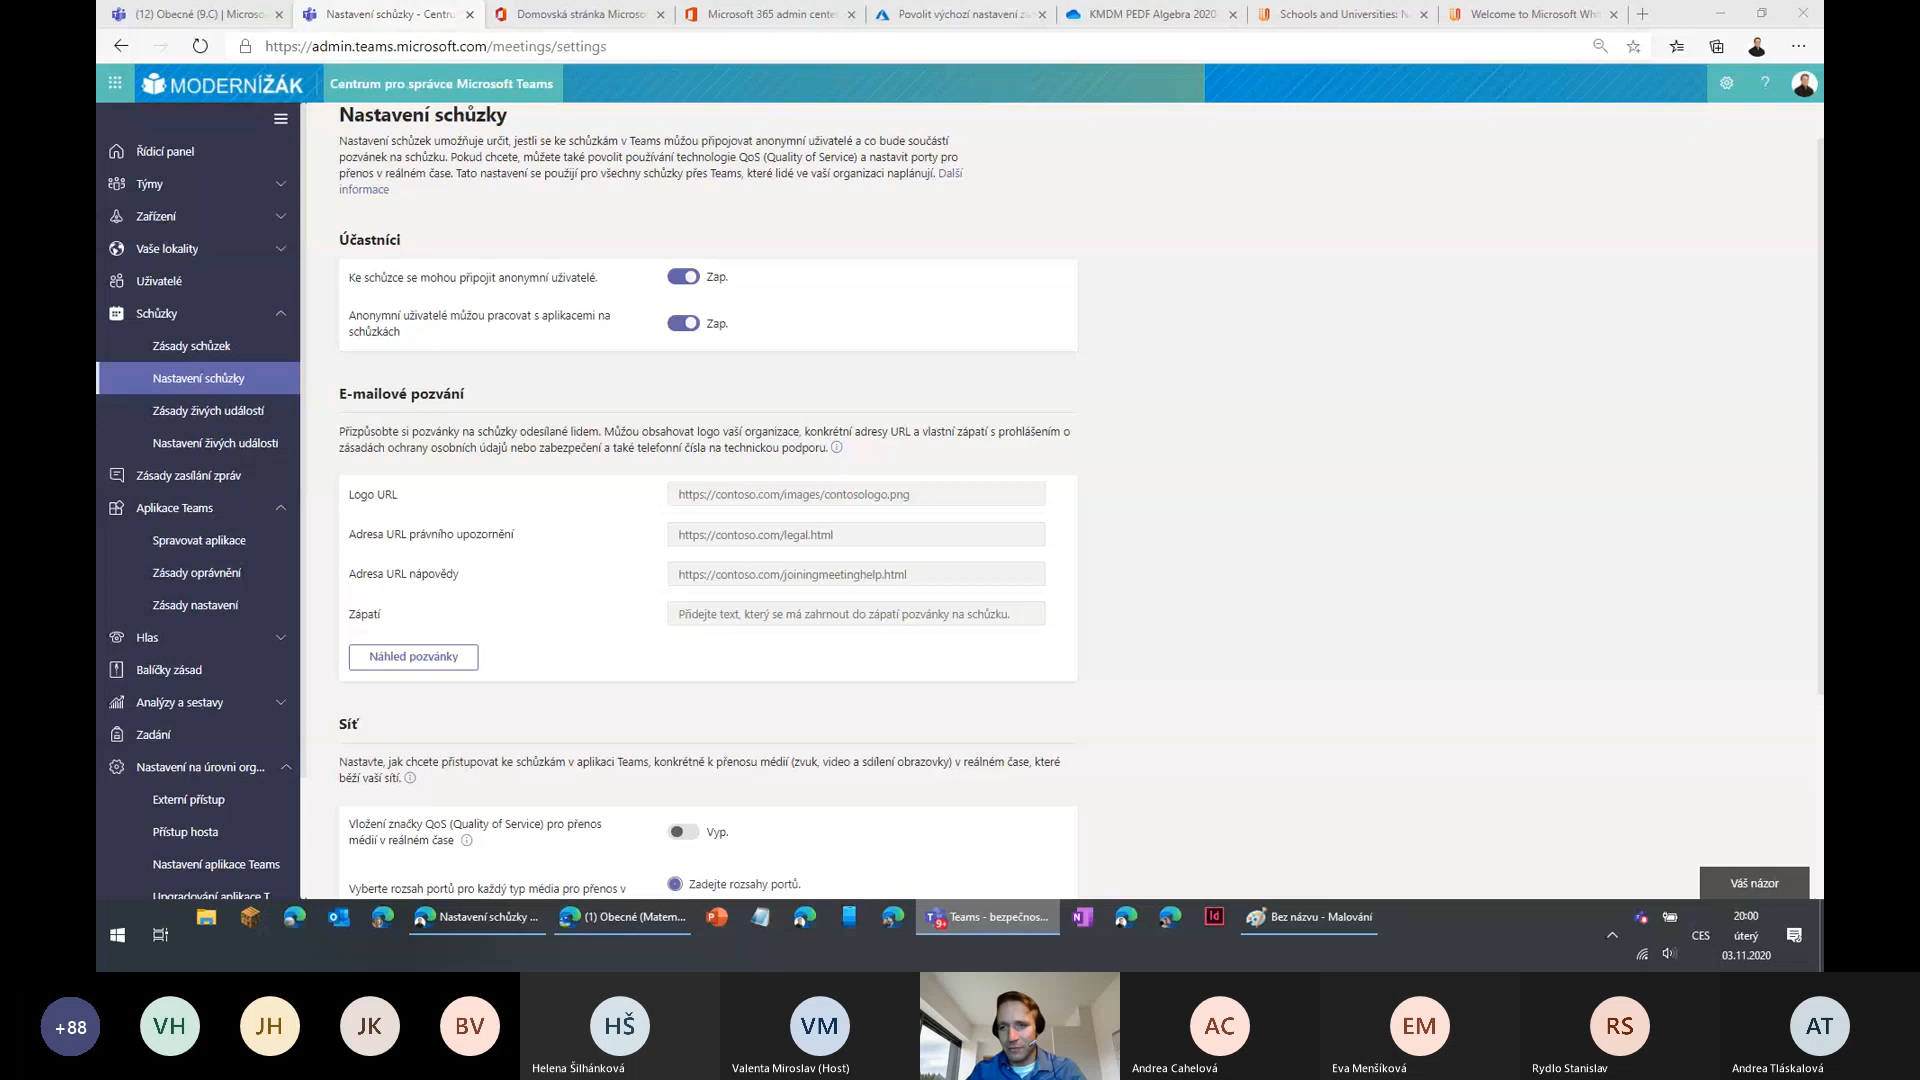 (12) Obecné (9.C) | Microso
Nastavení schůzky - Centru
Domovská stránka Microso
Microsoft 365 admin cente
Povolit výchozí nastavení z
KMDM PEDF Algebra 2020
Schools and Universities: N
Welcome to Microsoft Wha
https://admin.teams.microsoft.com/meetings/settings
MODERNÍŽÁK
Centrum pro správce Microsoft Teams
?
Řídicí panel
Týmy
Zařízení
Vaše lokality
Uživatelé
Schůzky
Zásady schůzek
Nastavení schůzky
Zásady živých událostí
Nastavení živých událostí
Zásady zasílání zpráv
Aplikace Teams
Spravovat aplikace
Zásady oprávnění
Zásady nastavení
Hlas
Balíčky zásad
Analýzy a sestavy
Zadání
Nastavení na úrovni org...
Externí přístup
Přístup hosta
Nastavení aplikace Teams
Upgradování aplikace T
Nastavení schůzky
Nastavení schůzek umožňuje určit, jestli se ke schůzkám v Teams můžou připojovat anonymní uživatelé a co bude součástí
pozvánek na schůzku. Pokud chcete, můžete také povolit používání technologie QoS (Quality of Service) a nastavit porty pro
přenos v reálném čase. Tato nastavení se použijí pro všechny schůzky přes Teams, které lidé ve vaší organizaci naplánují. Další
informace
Účastníci
Ke schůzce se mohou připojit anonymní uživatelé.
Zap.
Anonymní uživatelé můžou pracovat s aplikacemi na
schůzkách
Zap.
E-mailové pozvání
Přizpůsobte si pozvánky na schůzky odesílané lidem. Můžou obsahovat logo vaší organizace, konkrétní adresy URL a vlastní zápatí s prohlášením o
zásadách ochrany osobních údajů nebo zabezpečení a také telefonní čísla na technickou podporu.
Logo URL
https://contoso.com/images/contosologo.png
Adresa URL právního upozornění
https://contoso.com/legal.html
Adresa URL nápovědy
https://contoso.com/joiningmeetinghelp.html
Zápatí
Přidejte text, který se má zahrnout do zápatí pozvánky na schůzku.
Náhled pozvánky
Síť
Nastavte, jak chcete přistupovat ke schůzkám v aplikaci Teams, konkrétně k přenosu médií (zvuk, video a sdílení obrazovky) v reálném čase, které
běží vaší sítí.
Vložení značky QoS (Quality of Service) pro přenos
médií v reálném čase
Vyp.
Vyberte rozsah portů pro každý typ média pro přenos v
Zadejte rozsahy portů.
Váš názor
Nastavení schůzky ...
(1) Obecné (Matem...
Teams - bezpečnos...
Bez názvu - Malování
CES
20:00
úterý
03.11.2020
+88
VH
JH
JK
BV
HŠ
Helena Šilhánková
VM
Valenta Miroslav (Host)
AC
Andrea Cahelová
EM
Eva Menšíková
RS
Rydlo Stanislav
AT
Andrea Tláskalová